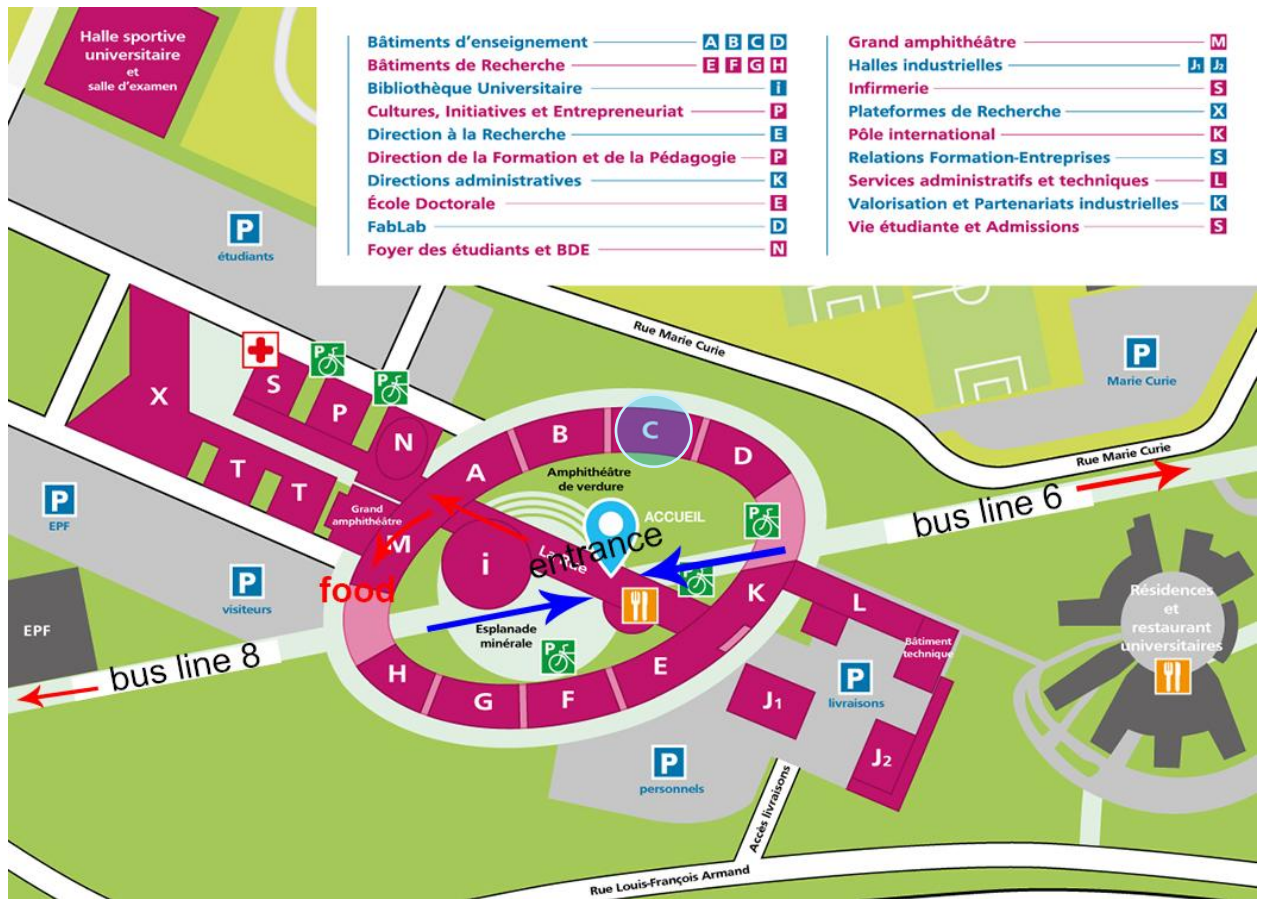 Halle sportive
universitaire
et
salle d'examen
Bâtiments d'enseignement A B C D
Bâtiments de Recherche E F G H
Bibliothèque Universitaire i
Cultures, Initiatives et Entrepreneuriat P
Direction à la Recherche E
Direction de la Formation et de la Pédagogie P
Directions administratives K
École Doctorale E
FabLab D
Foyer des étudiants et BDE N
Grand amphithéâtre M
Halles industrielles J1 J2
Infirmerie S
Plateformes de Recherche X
Pôle international K
Relations Formation-Entreprises S
Services administratifs et techniques L
Valorisation et Partenariats industrielles K
Vie étudiante et Admissions S
P
étudiants
Rue Marie Curie
P
Marie Curie
P
P
X
S
P
N
T
T
A
B
C
D
Rue Marie Curie
Amphithéâtre
de verdure
ACCUEIL
P
bus line 6
P
EPF
Grand
amphithéâtre
M
i
entrance
P
food
P
visiteurs
EPF
K
L
Résidences
et
restaurant
universitaires
Esplanade
minérale
P
Bâtiment
technique
bus line 8
H
G
F
E
J1
P
livraisons
J2
P
personnels
Accès livraisons
Rue Louis-François Armand